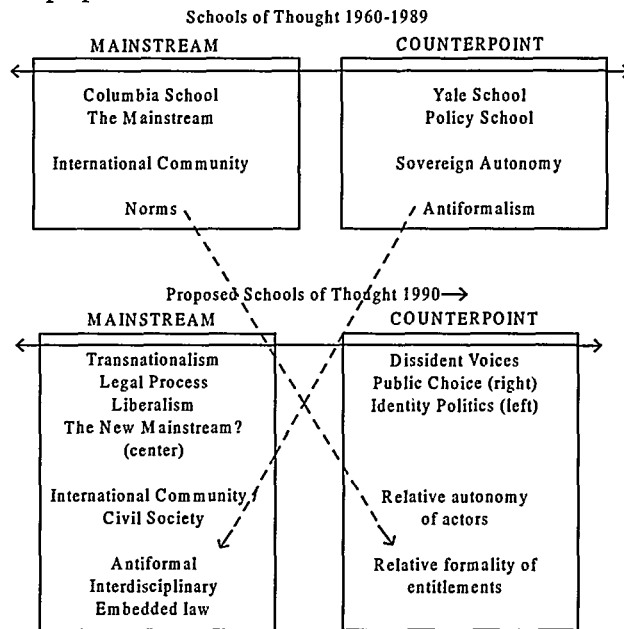 Schools of Thought 1960-1989
MAINSTREAM
Columbia School
The Mainstream
International Community
Norms
COUNTERPOINT
Yale School
Policy School
Sovereign Autonomy
Antiformalism
Proposed Schools of Thought 1990
MAINSTREAM
Transnationalism
Legal Process
Liberalism
The New Mainstream?
(center)
International Community /
Civil Society
Antiformal
Interdisciplinary
Embedded law
COUNTERPOINT
Dissident Voices
Public Choice (right)
Identity Politics (left)
Relative autonomy
of actors
Relative formality of
entitlements